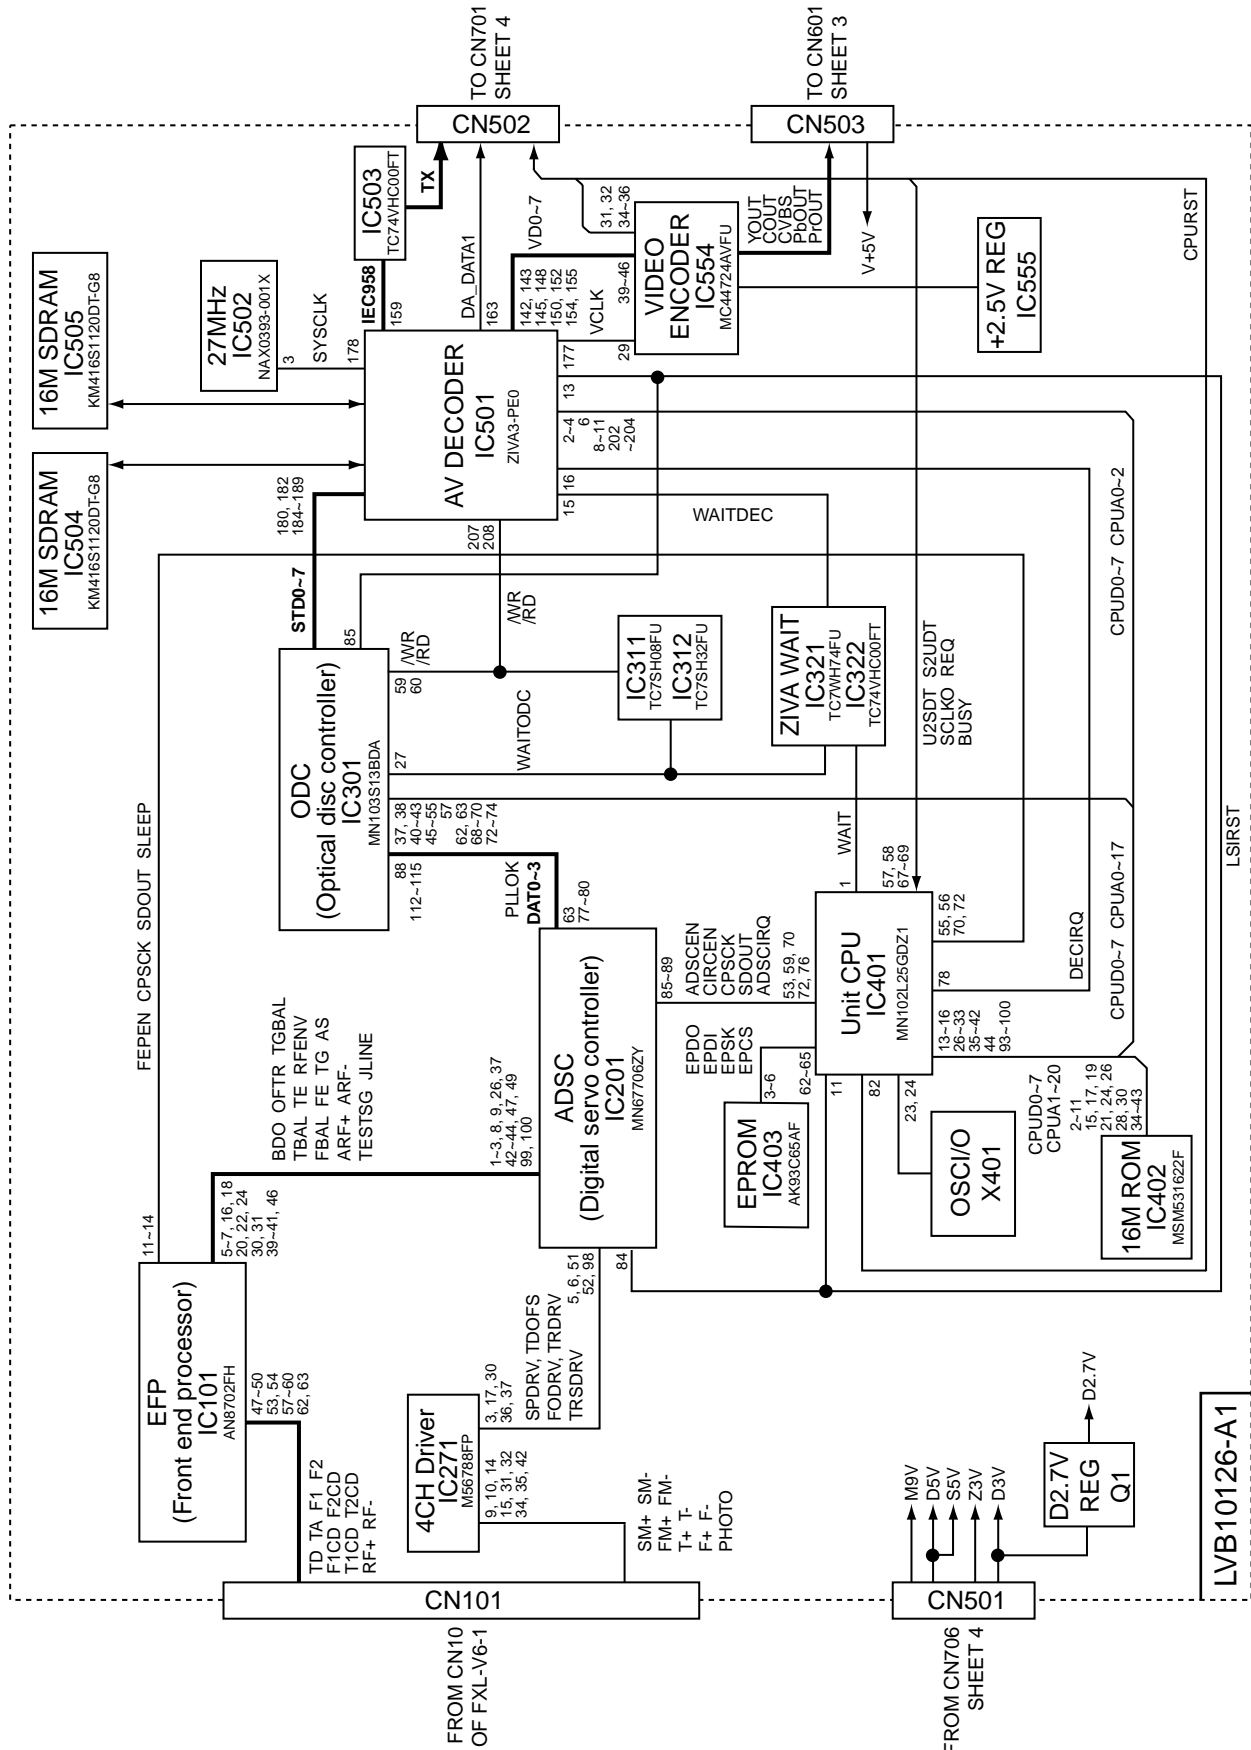 FROM CN10
OF FXL-V6-1
CN101
TD TA F1 F2
F1CD F2CD
T1CD T2CD
RF+ RF-
SM+ SM-
FM+ FM-
T+ T-
F+ F-
PHOTO
EFP
(Front end processor)
IC101
AN8702FH
47~50
53, 54
57~60
62, 63
11~14
5~7, 16, 18
20, 22, 24
30, 31
39~41, 46
FEPEN CPSCK SDOUT SLEEP
BDO OFTR TGBAL
TBAL TE RFENV
FBAL FE TG AS
ARF+ ARF-
TESTSG JLINE
4CH Driver
IC271
M56788FP
9, 10, 14
15, 31, 32
34, 35, 42
3, 17, 30
36, 37
SPDRV, TDOFS
FODRV, TRDRV
TRSDRV
5, 6, 51
52, 98
84
1~3, 8, 9, 26, 37
42~44, 47, 49
99, 100
ADSC
(Digital servo controller)
IC201
MN67706ZY
63
77~80
85~89
PLLOK
DAT0~3
ADSCEN
CIRCEN
CPSCK
SDOUT
ADSCIRQ
ODC
(Optical disc controller)
IC301
MN103S13BDA
88
112~115
37, 38
40~43
45~55
57
62, 63
68~70
72~74
27
59
60
85
WAITODC
/WR
/RD
/WR
/RD
STD0~7
180, 182
184~189
207
208
16M SDRAM
IC504
KM416S1120DT-G8
16M SDRAM
IC505
KM416S1120DT-G8
27MHz
IC502
NAX0393-001X
3
SYSCLK
178
IEC958
159
IC503
TC74VHC00FT
TX
AV DECODER
IC501
ZIVA3-PE0
15
16
2~4
6
8~11
202
~204
13
177
163
DA_DATA1
142, 143
145, 148
150, 152
154, 155
VD0~7
VCLK
29
39~46
31, 32
34~36
VIDEO
ENCODER
IC554
MC44724AVFU
YOUT
COUT
CVBS
PbOUT
PrOUT
CN502
TO CN701
SHEET 4
CN503
TO CN601
SHEET 3
V+5V
+2.5V REG
IC555
CPURST
IC311
TC7SH08FU
IC312
TC7SH32FU
ZIVA WAIT
IC321
TC7WH74FU
IC322
TC74VHC00FT
WAITDEC
WAIT
U2SDT S2UDT
SCLKO REQ
BUSY
Unit CPU
IC401
MN102L25GDZ1
53, 59, 70
72, 76
1
57, 58
67~69
55, 56
70, 72
78
13~16
26~33
35~42
44
93~100
62~65
11
82
23, 24
EPDO
EPDI
EPSK
EPCS
3~6
EPROM
IC403
AK93C65AF
OSCI/O
X401
CPUD0~7
CPUA1~20
2~11
15, 17, 19
21, 24, 26
28, 30
34~43
16M ROM
IC402
MSM531622F
DECIRQ
CPUD0~7 CPUA0~17
CPUD0~7 CPUA0~2
LSIRST
FROM CN706
SHEET 4
CN501
M9V
D5V
S5V
Z3V
D3V
D2.7V
REG
Q1
D2.7V
LVB10126-A1